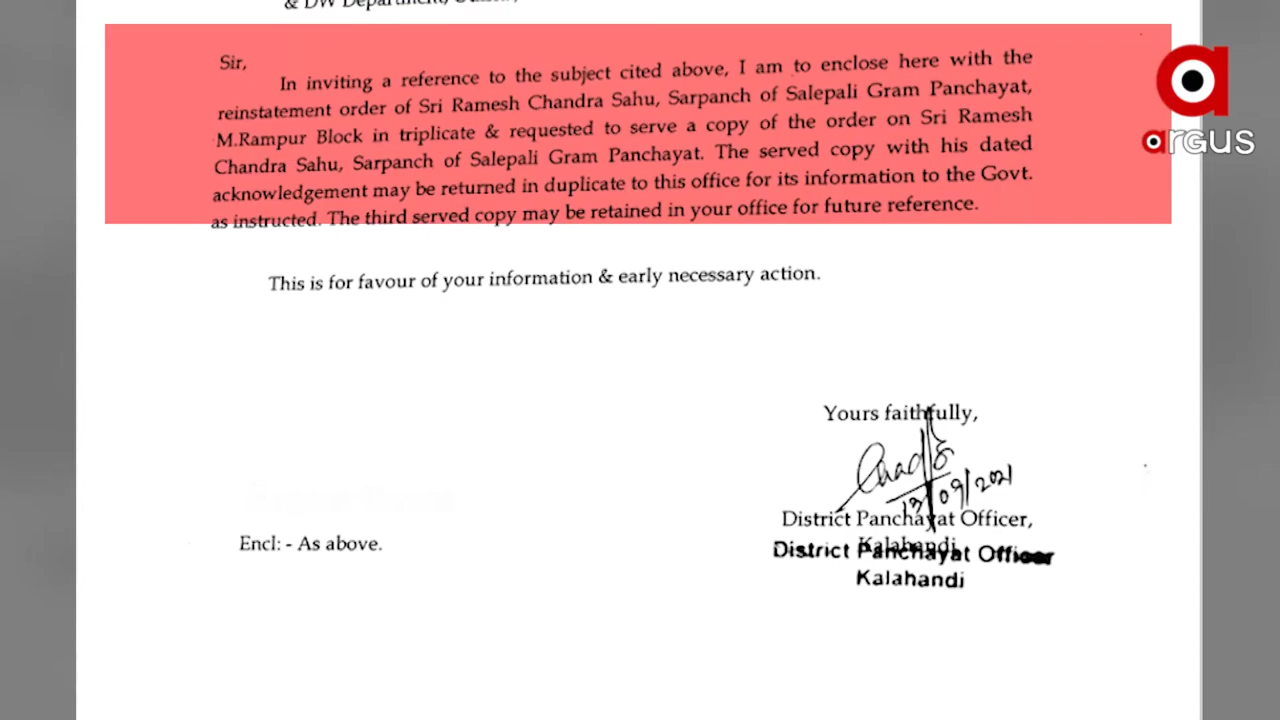 & DW Department,
Sir,
In inviting a reference to the subject cited above, I am to enclose here with the
reinstatement order of Sri Ramesh Chandra Sahu, Sarpanch of Salepali Gram Panchayat,
M.Rampur Block in triplicate & requested to serve a copy of the order on Sri Ramesh
Chandra Sahu, Sarpanch of Salepali Gram Panchayat. The served copy with his dated
acknowledgement may be returned in duplicate to this office for its information to the Govt.
as instructed. The third served copy may be retained in your office for future reference.
This is for favour of your information & early necessary action.
Yours faithfully,
13/09/2021
District Panchayat Officer,
Kalahandi
District Panchayat Officer
Kalahandi
Encl: - As above.
argus